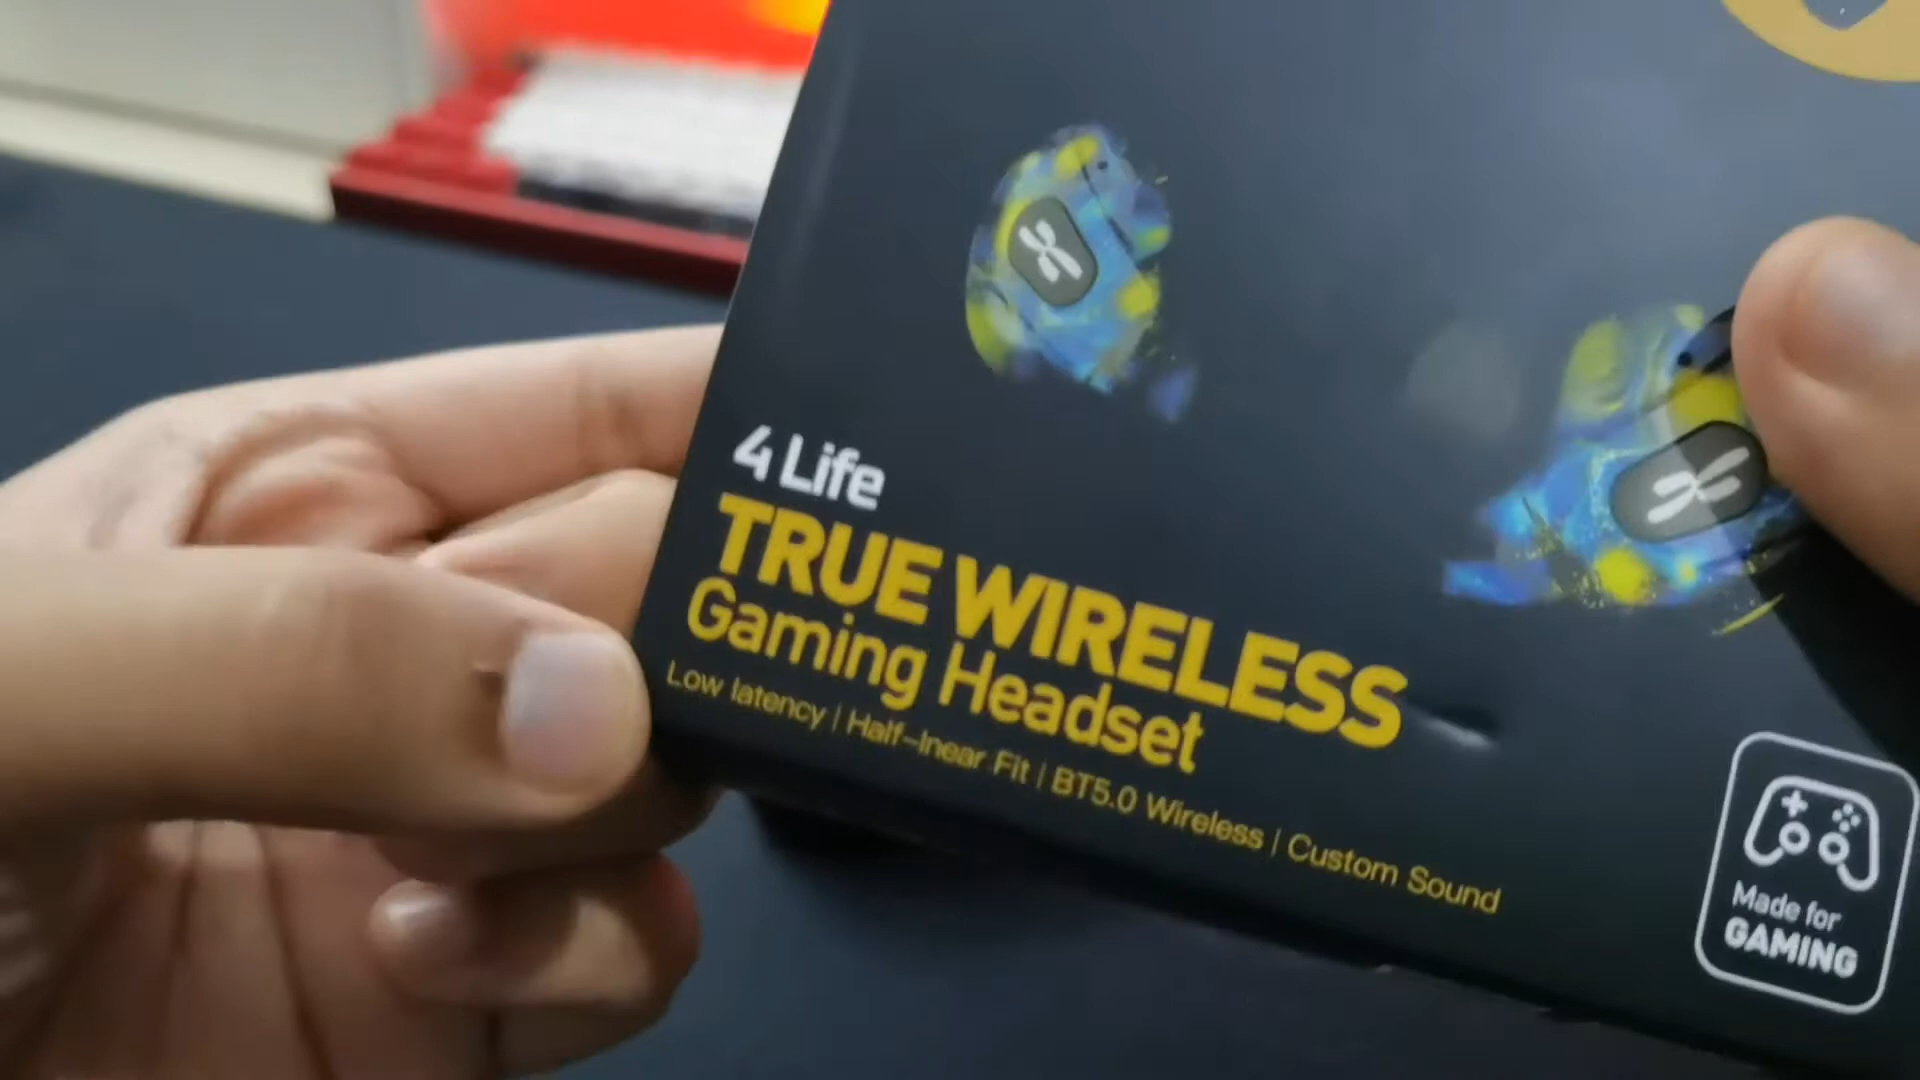 4 Life
TRUE WIRELESS
Gaming Headset
Low latency | Half-Inear Fit | BT5.0 Wireless | Custom Sound
Made for
GAMING